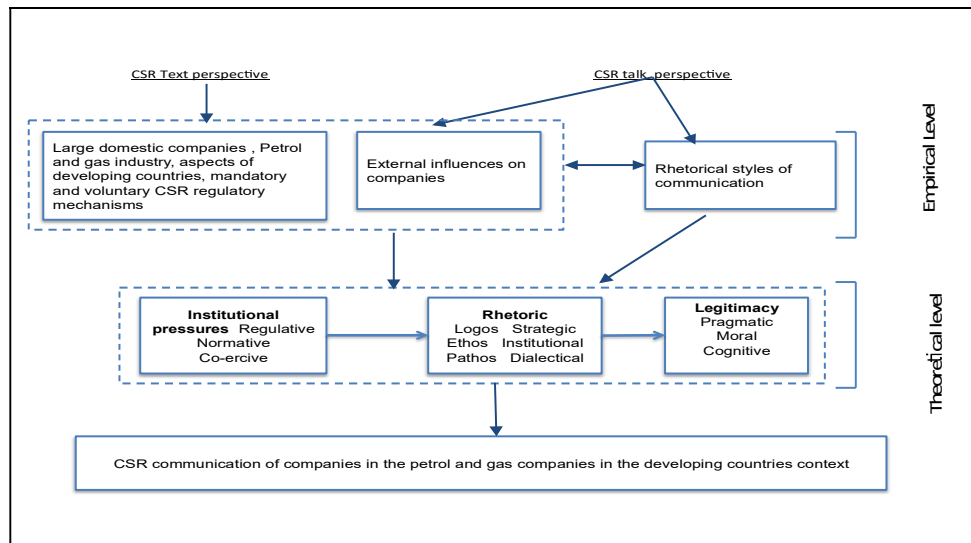 CSR Text perspective
CSR talk perspective
Large domestic companies , Petrol
and gas industry, aspects of
developing countries, mandatory
and voluntary CSR regulatory
mechanisms
External influences on
companies
Rhetorical styles of
communication
Empirical Level
Institutional
pressures Regulative
Normative
Co-ercive
Rhetoric
Logos Strategic
Ethos Institutional
Pathos Dialectical
Legitimacy
Pragmatic
Moral
Cognitive
Theoretical level
CSR communication of companies in the petrol and gas companies in the developing countries context